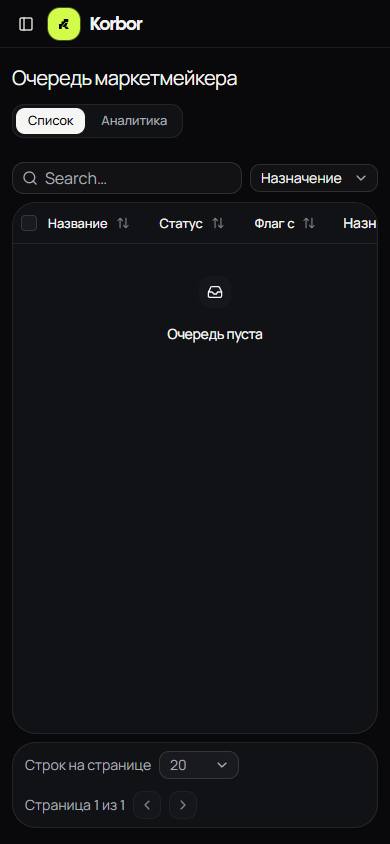 Korbor
Очередь маркетмейкера
Список Аналитика
Search... Назначение
Название Статус Флаг с Назн
Очередь пуста
Строк на странице 20
Страница 1 из 1